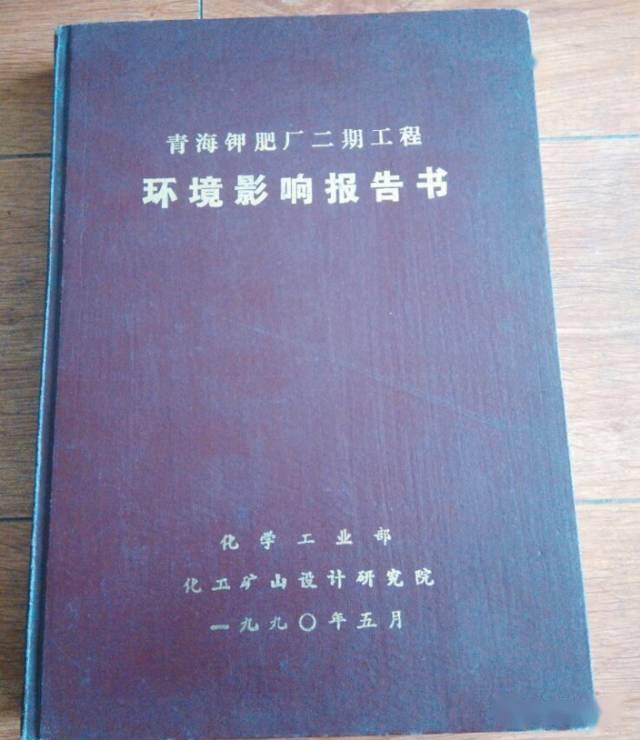 青海钾肥厂二期工程
环境影响报告书
化学工业部
化工矿山设计研究院
一九九〇年五月